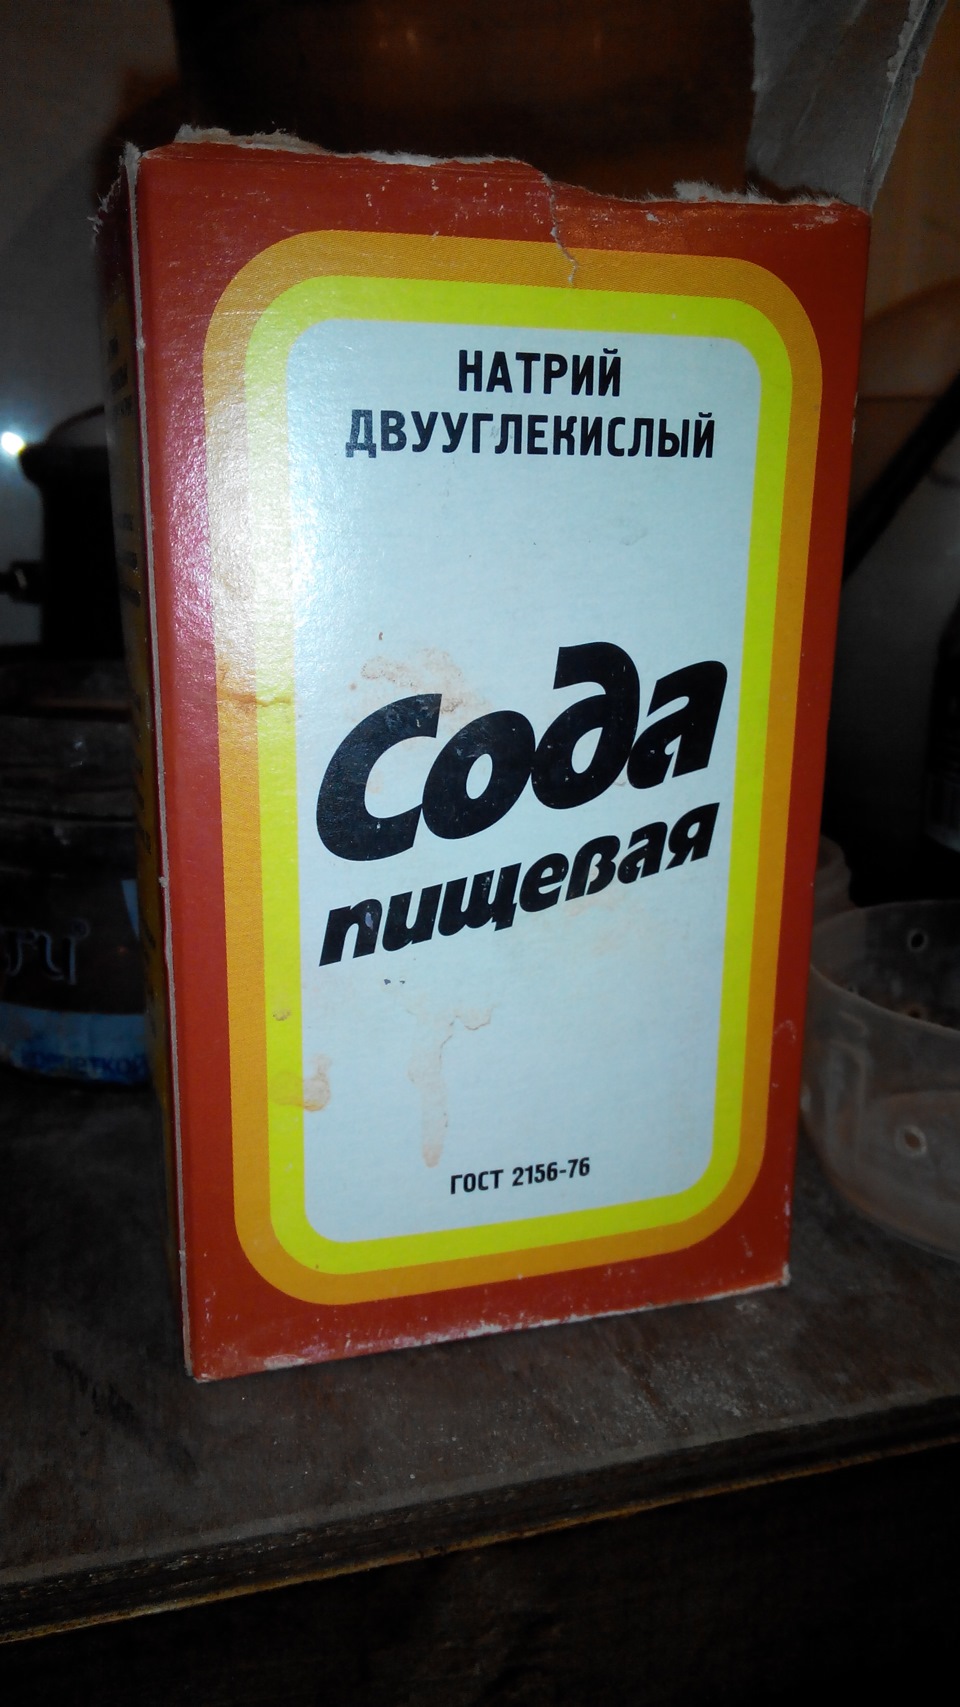 НАТРИЙ
ДВУУГЛЕКИСЛЫЙ
Сода
пищевая
ГОСТ 2156-76